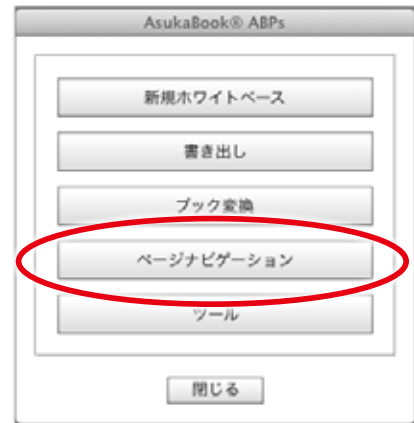 AsukaBook® ABPs
新規ホワイトベース
書き出し
ブック変換
ページナビゲーション
ツール
閉じる